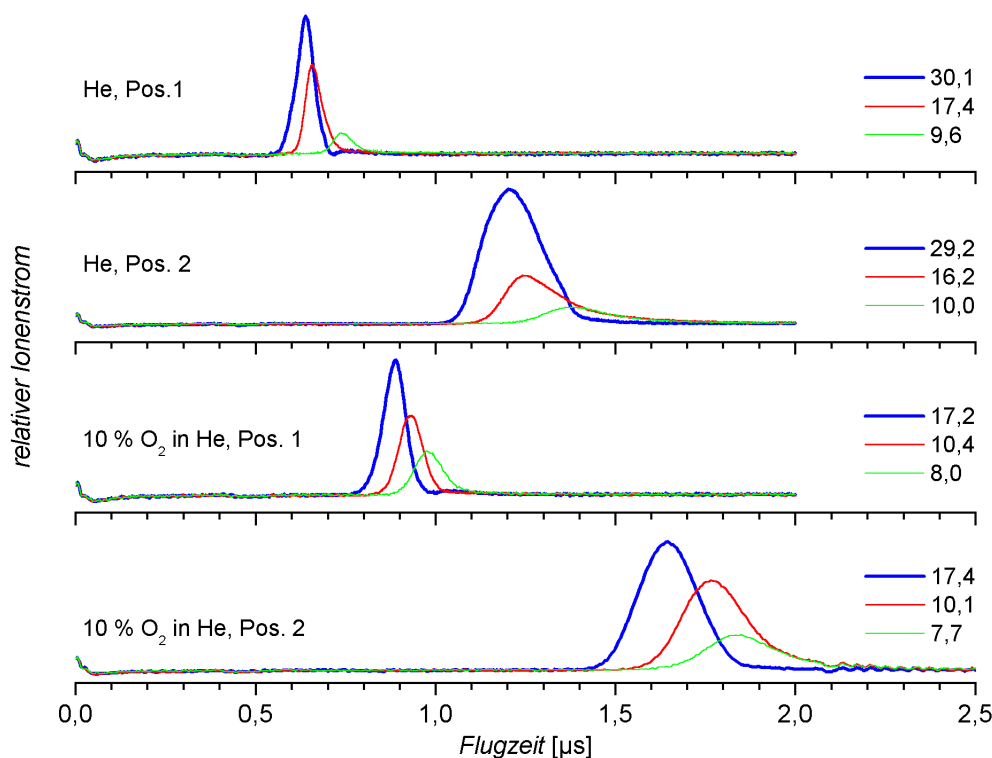 He, Pos.1
30,1
17,4
9,6
He, Pos. 2
29,2
16,2
10,0
10 % O₂ in He, Pos. 1
17,2
10,4
8,0
10 % O₂ in He, Pos. 2
17,4
10,1
7,7
relativer Ionenstrom
0,0 0,5 1,0 1,5 2,0 2,5
Flugzeit [µs]